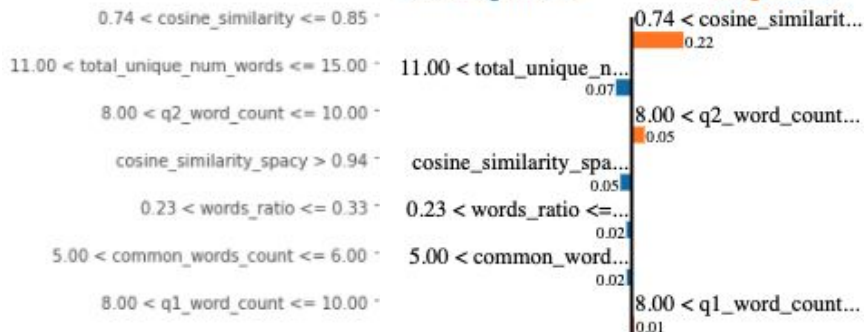 0.74 < cosine_similarity <= 0.85
0.74 < cosine_similarit...
0.22
11.00 < total_unique_num_words <= 15.00
11.00 < total_unique_n...
0.07
8.00 < q2_word_count <= 10.00
8.00 < q2_word_count...
0.05
cosine_similarity_spacy > 0.94
cosine_similarity_spa...
0.05
0.23 < words_ratio <= 0.33
0.23 < words_ratio <=...
0.02
5.00 < common_words_count <= 6.00
5.00 < common_word...
0.02
8.00 < q1_word_count <= 10.00
8.00 < q1_word_count...
0.01